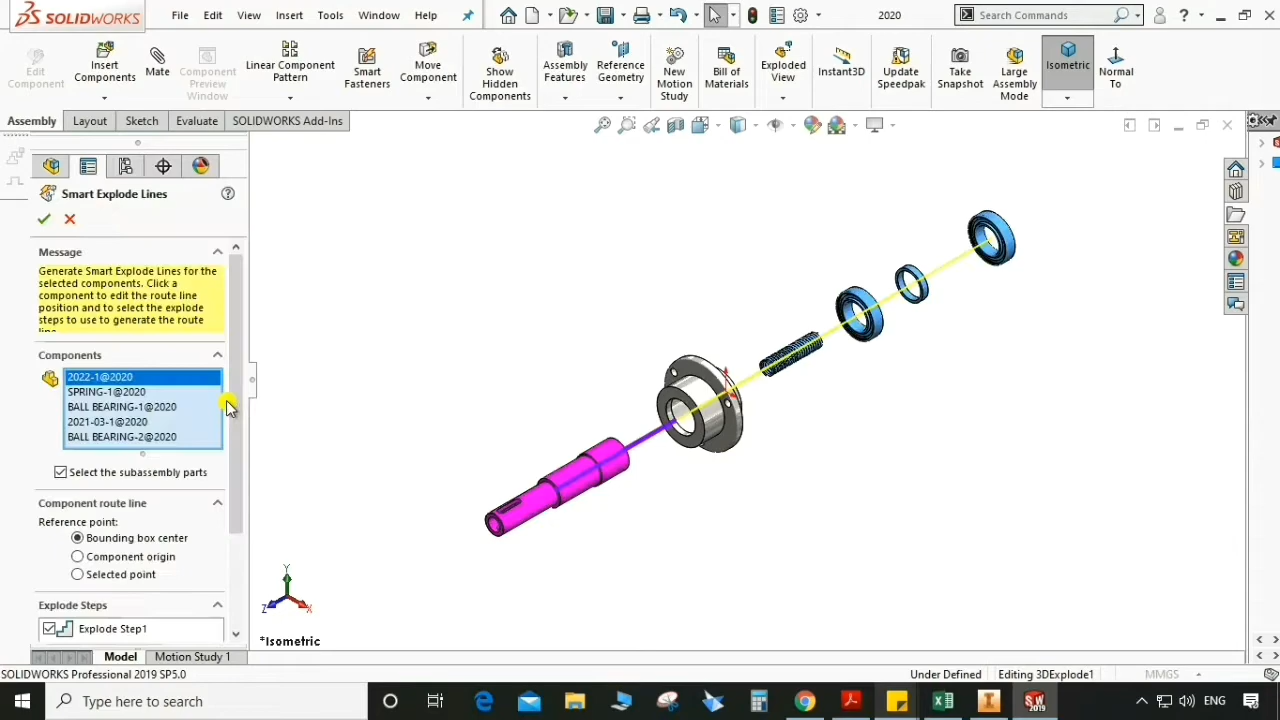 SOLIDWORKS
File Edit View Insert Tools Window Help
2020
Search Commands
?
Edit Component
Insert Components
Mate
Component Preview Window
Linear Component Pattern
Smart Fasteners
Move Component
Show Hidden Components
Assembly Features
Reference Geometry
New Motion Study
Bill of Materials
Exploded View
Instant3D
Update Speedpak
Take Snapshot
Large Assembly Mode
Isometric
Normal To
Assembly Layout Sketch Evaluate SOLIDWORKS Add-Ins
Smart Explode Lines
?
Message
Generate Smart Explode Lines for the
selected components. Click a
component to edit the route line
position and to select the explode
steps to use to generate the route
line.
Components
2022-1@2020
SPRING-1@2020
BALL BEARING-1@2020
2021-03-1@2020
BALL BEARING-2@2020
Select the subassembly parts
Component route line
Reference point:
Bounding box center
Component origin
Selected point
Explode Steps
Explode Step1
Y
Z
X
*Isometric
Model Motion Study 1
SOLIDWORKS Professional 2019 SP5.0
Under Defined
Editing 3DExplode1
MMGS
Type here to search
SW
2019
ENG